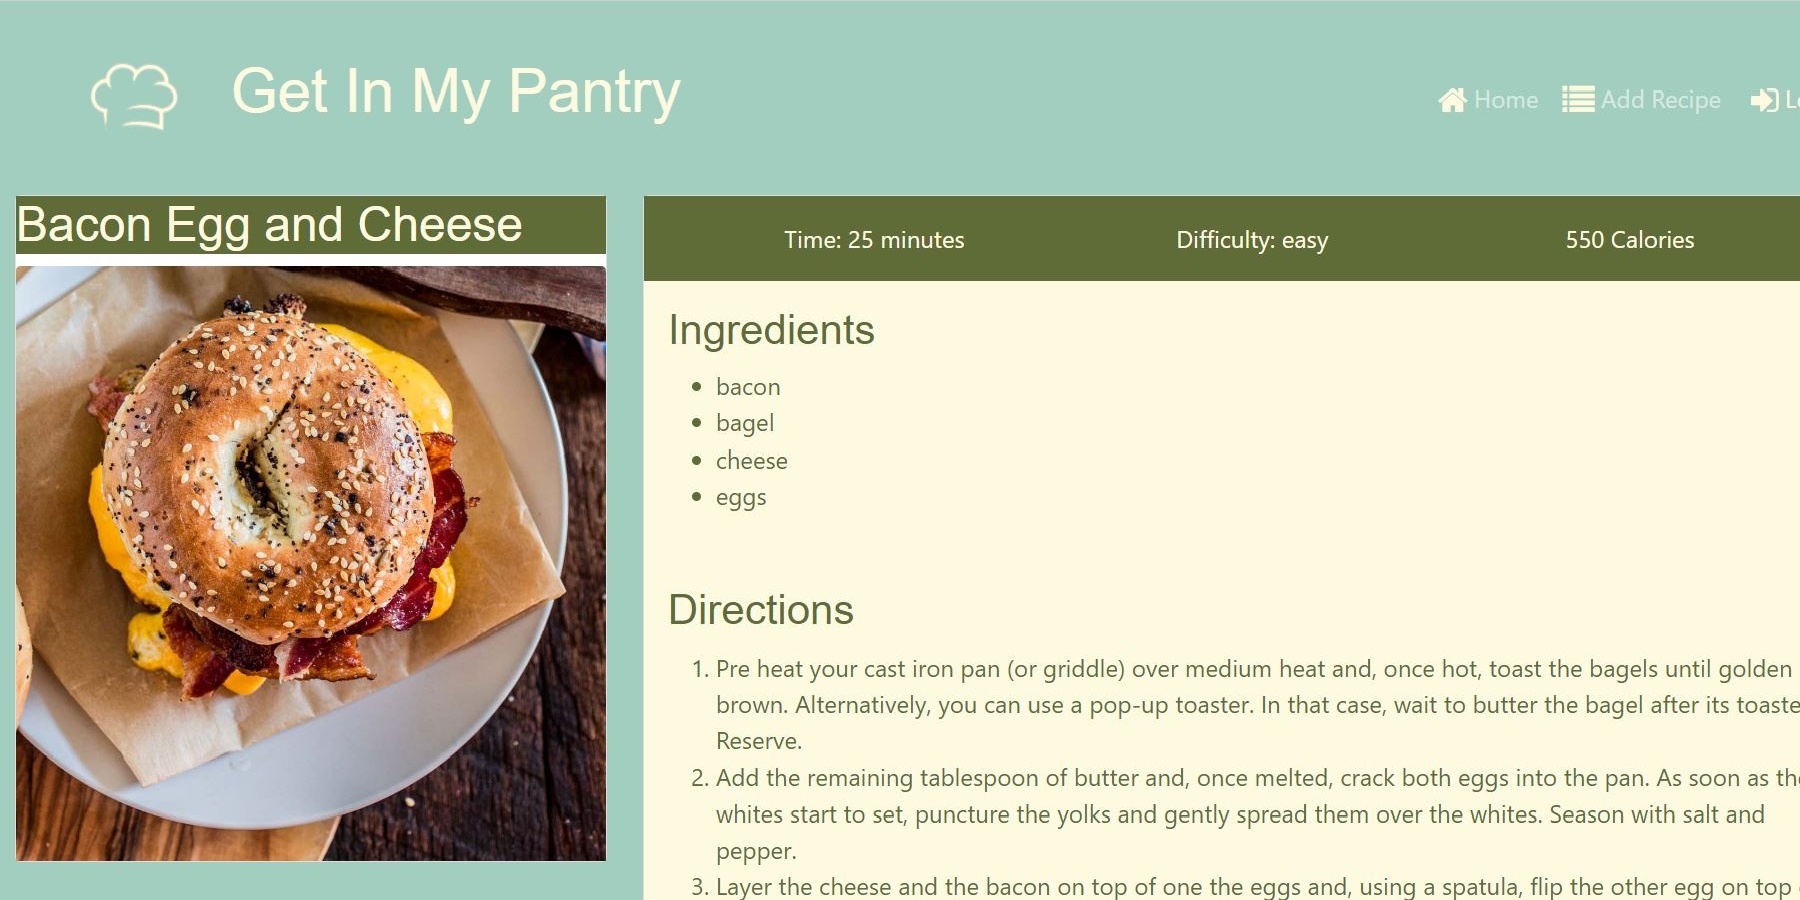 Get In My Pantry
Home
Add Recipe
Bacon Egg and Cheese
Time: 25 minutes
Difficulty: easy
550 Calories
Ingredients
bacon
bagel
cheese
eggs
Directions
1. Pre heat your cast iron pan (or griddle) over medium heat and, once hot, toast the bagels until golden
brown. Alternatively, you can use a pop-up toaster. In that case, wait to butter the bagel after its
Reserve.
2. Add the remaining tablespoon of butter and, once melted, crack both eggs into the pan. As soon as
whites start to set, puncture the yolks and gently spread them over the whites. Season with salt and
pepper.
3. Layer the cheese and the bacon on top of one the eggs and, using a spatula, flip the other egg on top